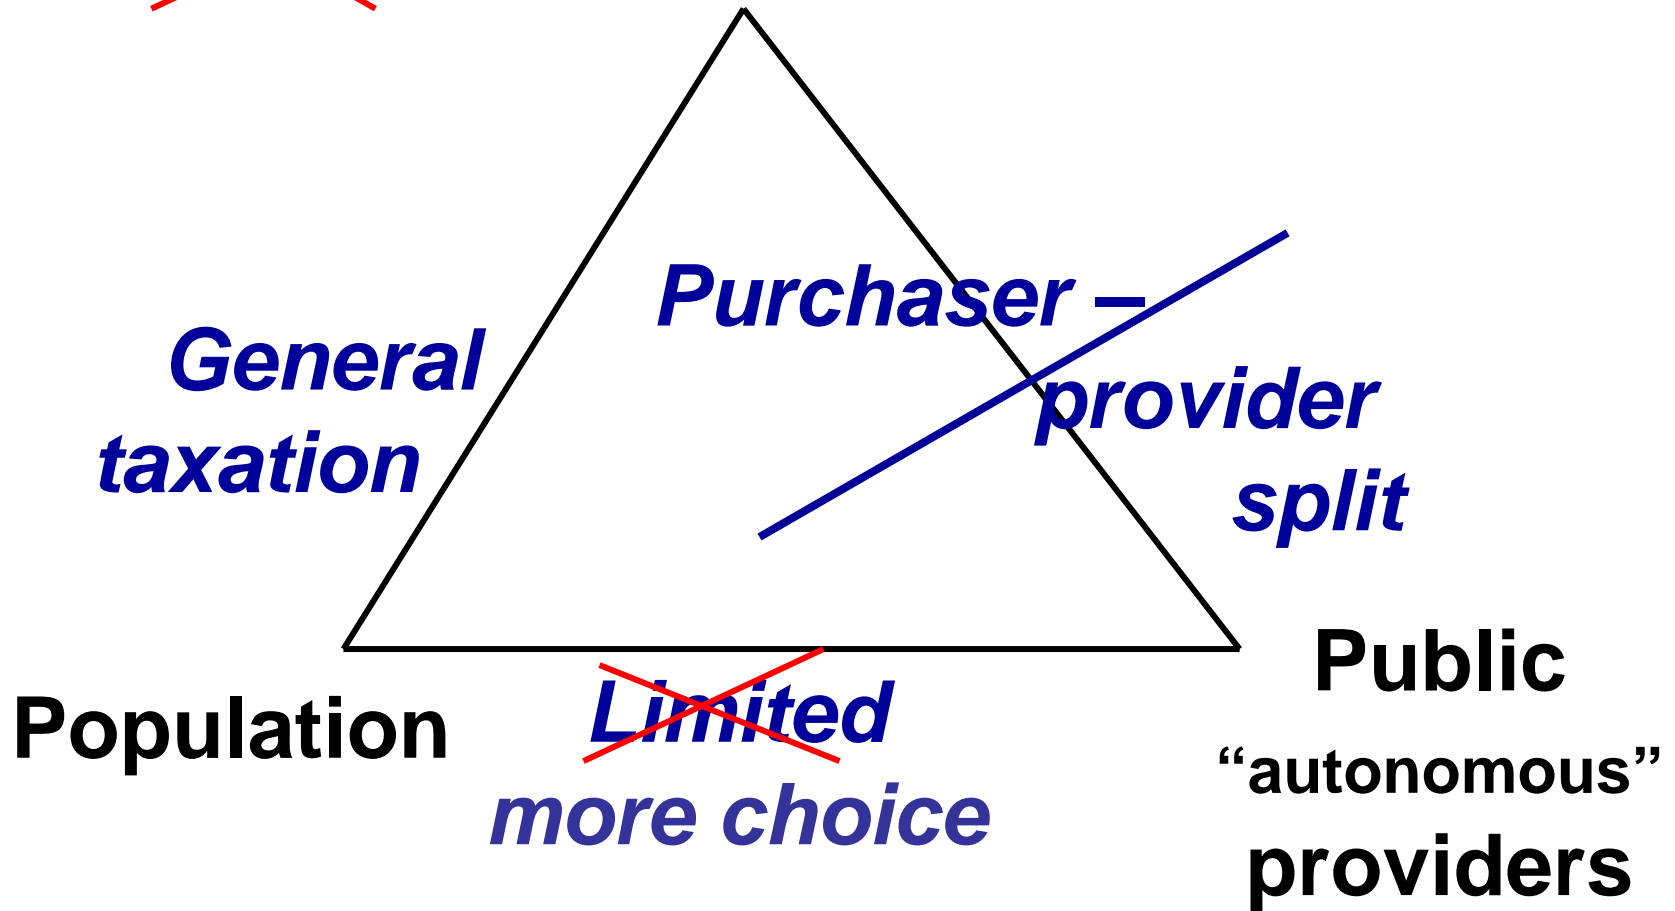 Purchaser –
General
provider
taxation
split
Public
Population
Limited
“autonomous”
more choice
providers